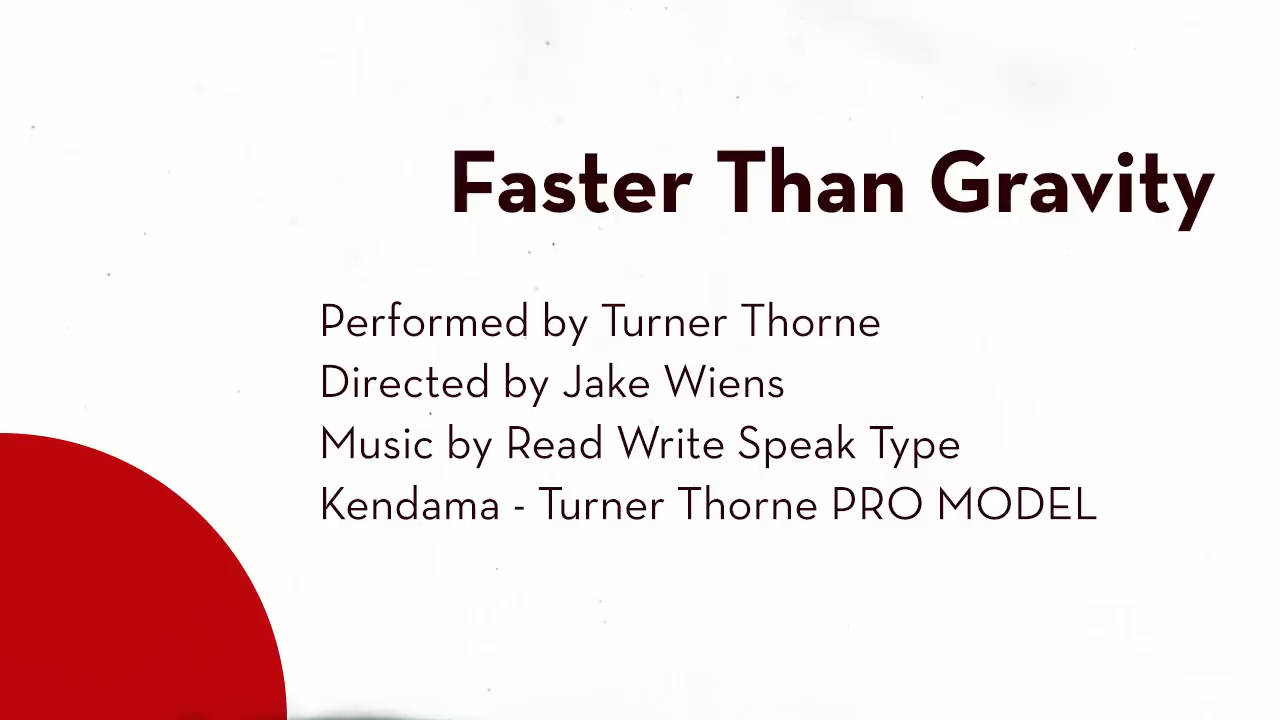 Faster Than Gravity
Performed by Turner Thorne
Directed by Jake Wiens
Music by Read Write Speak Type
Kendama - Turner Thorne PRO MODEL